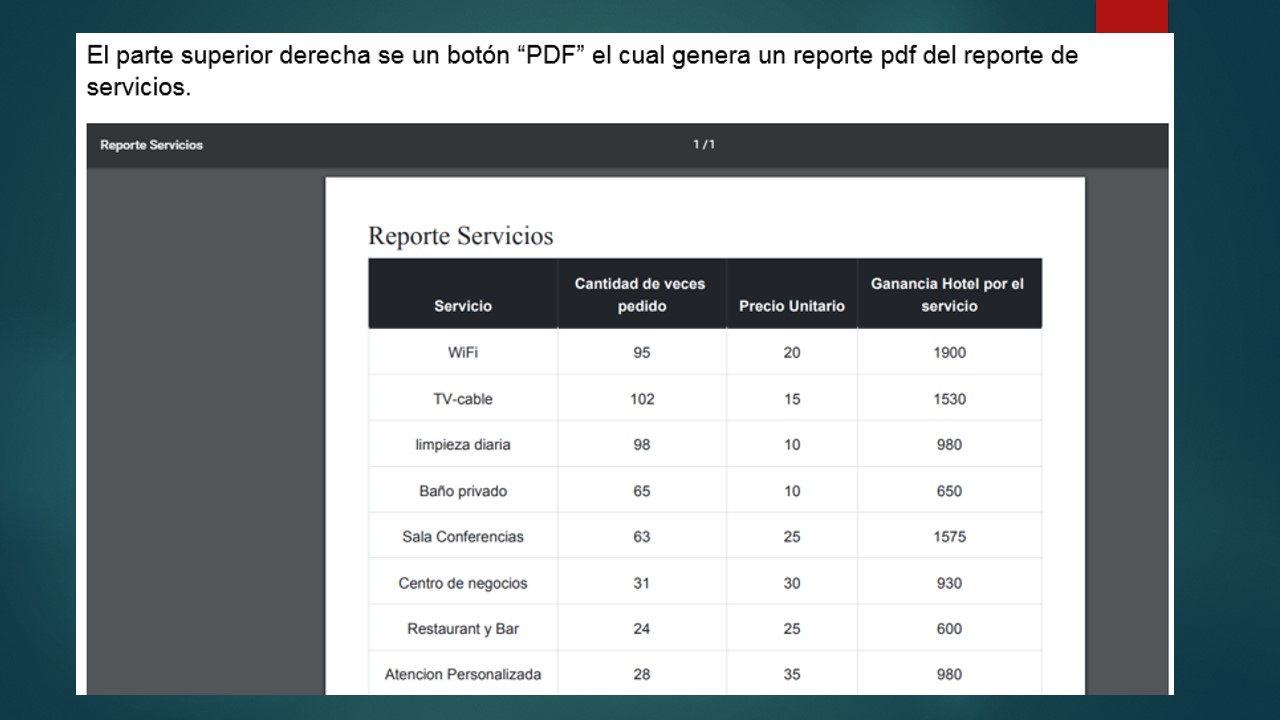 El parte superior derecha se un botón “PDF” el cual genera un reporte pdf del reporte de
servicios.
Reporte Servicios 1 / 1
Reporte Servicios
Servicio Cantidad de veces pedido Precio Unitario Ganancia Hotel por el servicio
WiFi 95 20 1900
TV-cable 102 15 1530
limpieza diaria 98 10 980
Baño privado 65 10 650
Sala Conferencias 63 25 1575
Centro de negocios 31 30 930
Restaurant y Bar 24 25 600
Atencion Personalizada 28 35 980